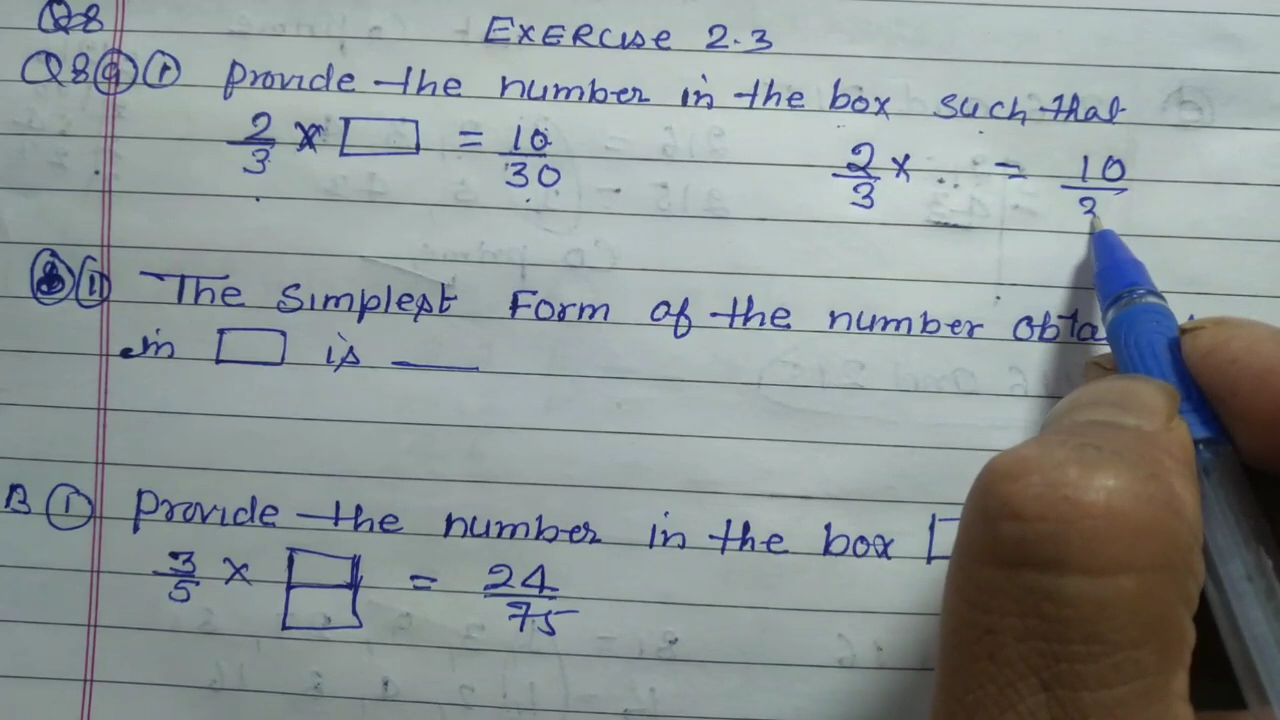 Q8
EXERCISE 2.3
Q8 (a) (i) Provide the number in the box such that
2/3 × □ = 10/30
2/3 × .. = 10/3
(ii) The simplest Form of the number
in □ is ____
B (i) Provide the number in the box □
3/5 × □/□ = 24/75